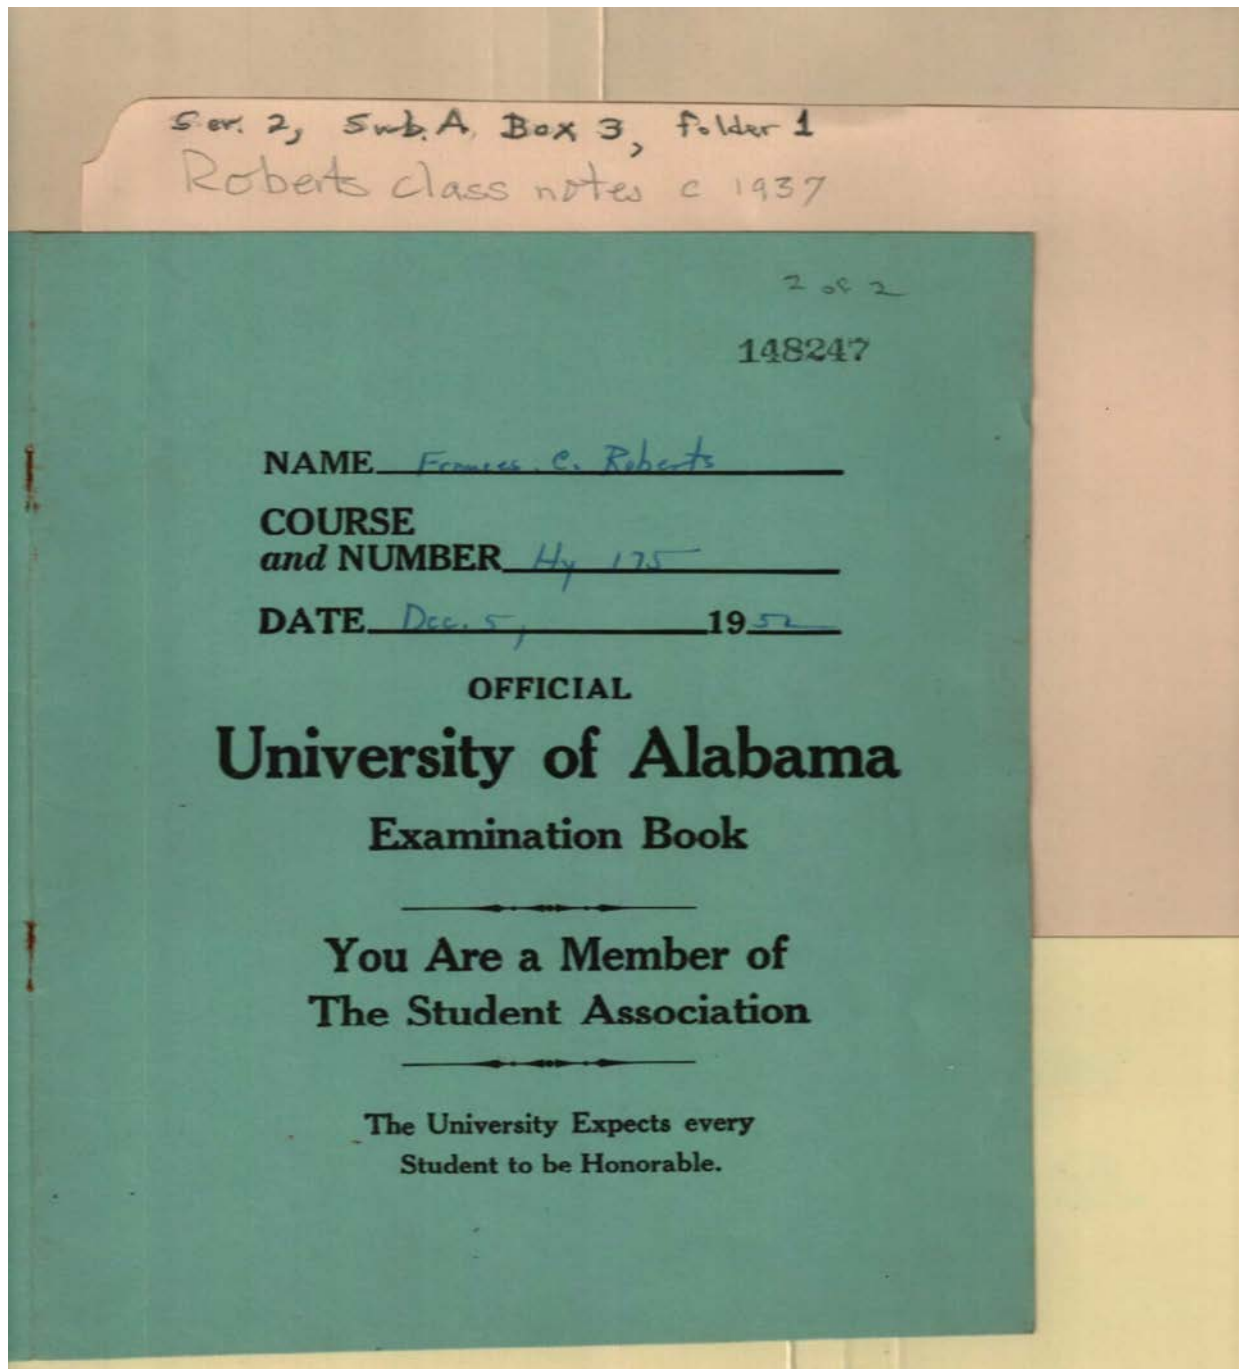 Ser. 2, Sub. A, Box 3, folder 1
Roberts class notes c 1937
2 of 2
148247
NAME Frances C. Roberts
COURSE
and NUMBER Hy 175
DATE Dec. 5, 1952
OFFICIAL
University of Alabama
Examination Book
You Are a Member of
The Student Association
The University Expects every
Student to be Honorable.